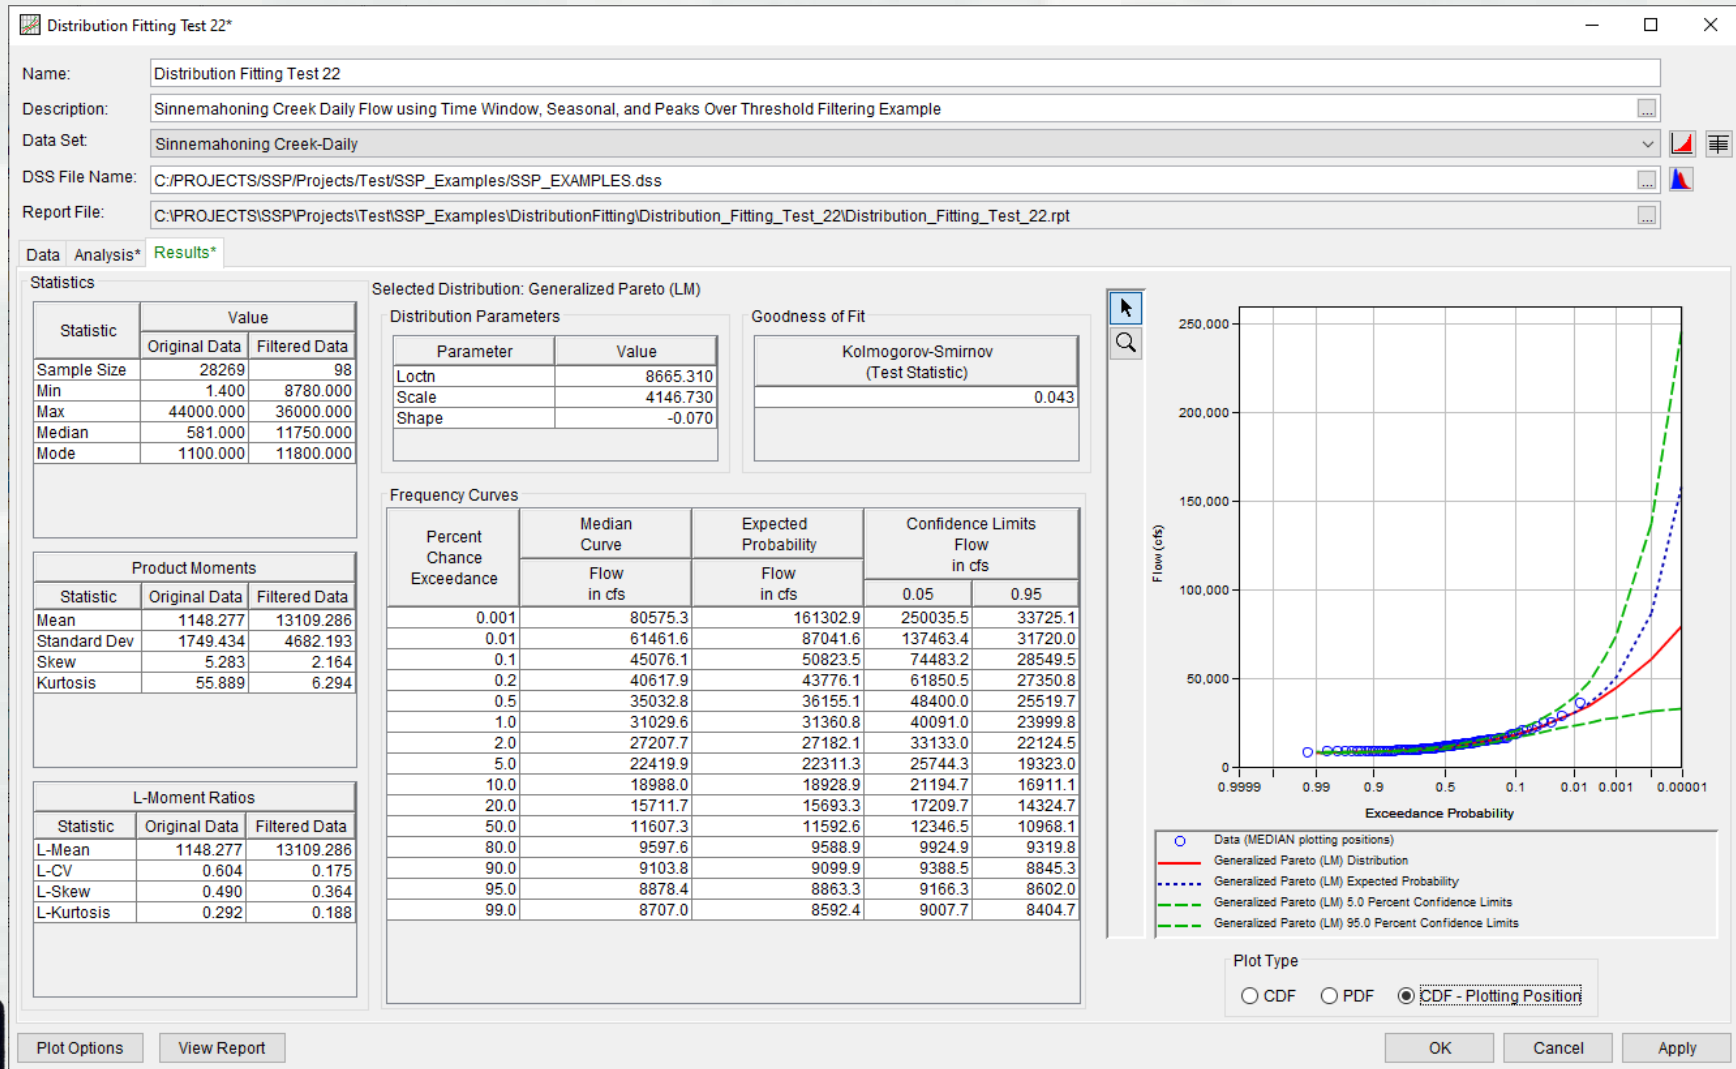 Distribution Fitting Test 22*
Name: Distribution Fitting Test 22
Description: Sinnemahoning Creek Daily Flow using Time Window, Seasonal, and Peaks Over Threshold Filtering Example ...
Data Set: Sinnemahoning Creek-Daily
DSS File Name: C:/PROJECTS/SSP/Projects/Test/SSP_Examples/SSP_EXAMPLES.dss ...
Report File: C:\PROJECTS\SSP\Projects\Test\SSP_Examples\DistributionFitting\Distribution_Fitting_Test_22\Distribution_Fitting_Test_22.rpt ...
Data Analysis* Results*
Statistics
Statistic Value
Original Data Filtered Data
Sample Size 28269 98
Min 1.400 8780.000
Max 44000.000 36000.000
Median 581.000 11750.000
Mode 1100.000 11800.000
Product Moments
Statistic Original Data Filtered Data
Mean 1148.277 13109.286
Standard Dev 1749.434 4682.193
Skew 5.283 2.164
Kurtosis 55.889 6.294
L-Moment Ratios
Statistic Original Data Filtered Data
L-Mean 1148.277 13109.286
L-CV 0.604 0.175
L-Skew 0.490 0.364
L-Kurtosis 0.292 0.188
Selected Distribution: Generalized Pareto (LM)
Distribution Parameters
Parameter Value
Loctn 8665.310
Scale 4146.730
Shape -0.070
Goodness of Fit
Kolmogorov-Smirnov
(Test Statistic)
0.043
Frequency Curves
Percent
Chance
Exceedance
Median
Curve
Flow
in cfs
Expected
Probability
Flow
in cfs
Confidence Limits
Flow
in cfs
0.05 0.95
0.001 80575.3 161302.9 250035.5 33725.1
0.01 61461.6 87041.6 137463.4 31720.0
0.1 45076.1 50823.5 74483.2 28549.5
0.2 40617.9 43776.1 61850.5 27350.8
0.5 35032.8 36155.1 48400.0 25519.7
1.0 31029.6 31360.8 40091.0 23999.8
2.0 27207.7 27182.1 33133.0 22124.5
5.0 22419.9 22311.3 25744.3 19323.0
10.0 18988.0 18928.9 21194.7 16911.1
20.0 15711.7 15693.3 17209.7 14324.7
50.0 11607.3 11592.6 12346.5 10968.1
80.0 9597.6 9588.9 9924.9 9319.8
90.0 9103.8 9099.9 9388.5 8845.3
95.0 8878.4 8863.3 9166.3 8602.0
99.0 8707.0 8592.4 9007.7 8404.7
250,000
200,000
150,000
100,000
50,000
0
Flow (cfs)
0.9999 0.99 0.9 0.5 0.1 0.01 0.001 0.00001
Exceedance Probability
Data (MEDIAN plotting positions)
Generalized Pareto (LM) Distribution
Generalized Pareto (LM) Expected Probability
Generalized Pareto (LM) 5.0 Percent Confidence Limits
Generalized Pareto (LM) 95.0 Percent Confidence Limits
Plot Type
CDF PDF CDF - Plotting Position
Plot Options View Report OK Cancel Apply